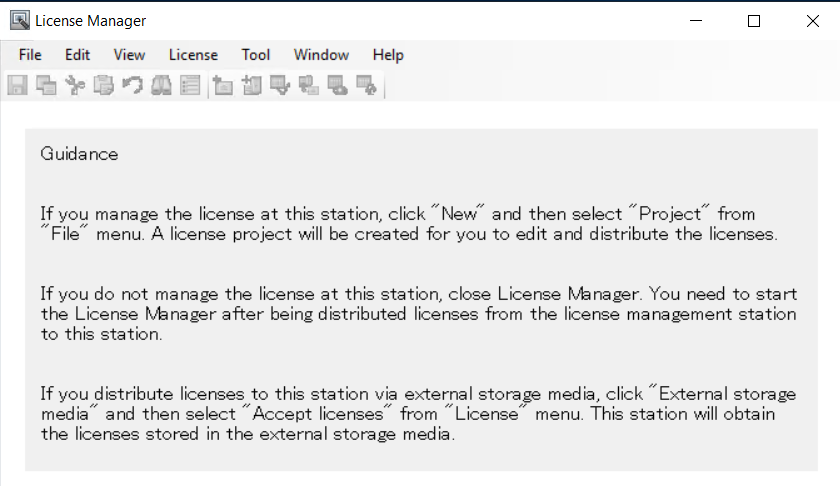 License Manager
File Edit View License Tool Window Help
Guidance
If you manage the license at this station, click "New" and then select "Project" from
"File" menu. A license project will be created for you to edit and distribute the licenses.
If you do not manage the license at this station, close License Manager. You need to start
the License Manager after being distributed licenses from the license management station
to this station.
If you distribute licenses to this station via external storage media, click "External storage
media" and then select "Accept licenses" from "License" menu. This station will obtain
the licenses stored in the external storage media.